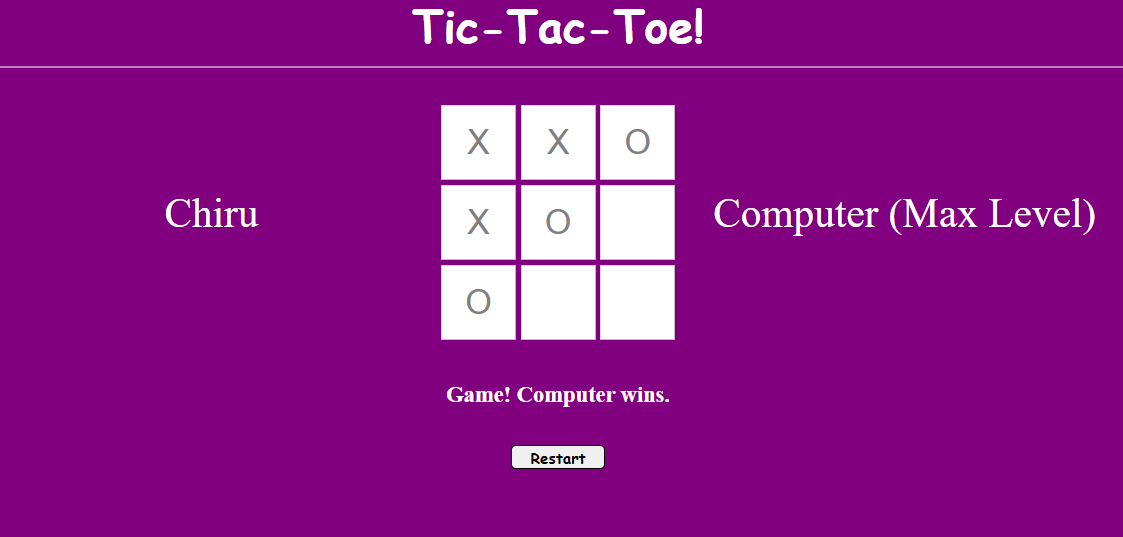 Tic-Tac-Toe!
X X O
Chiru
Computer (Max Level)
X O
O
Game! Computer wins.
Restart